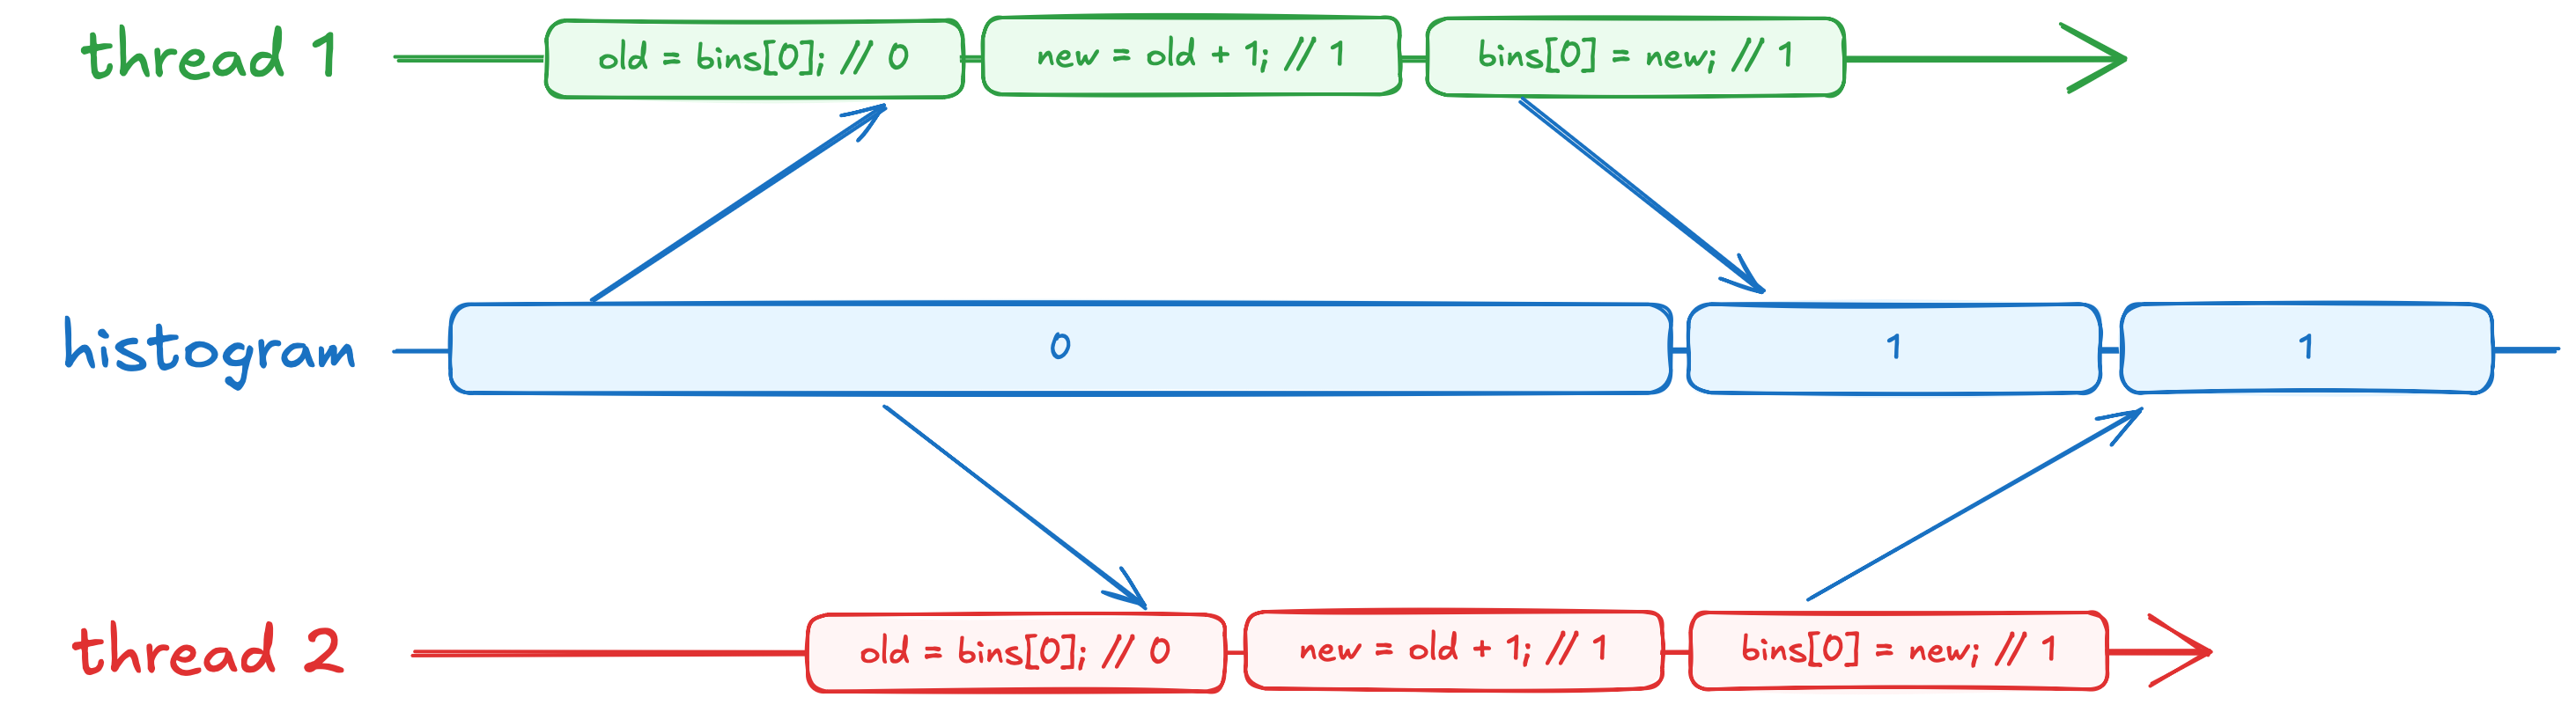 thread 1
old = bins[0]; // 0
new = old + 1; // 1
bins[0] = new; // 1
histogram
0
1
1
thread 2
old = bins[0]; // 0
new = old + 1; // 1
bins[0] = new; // 1